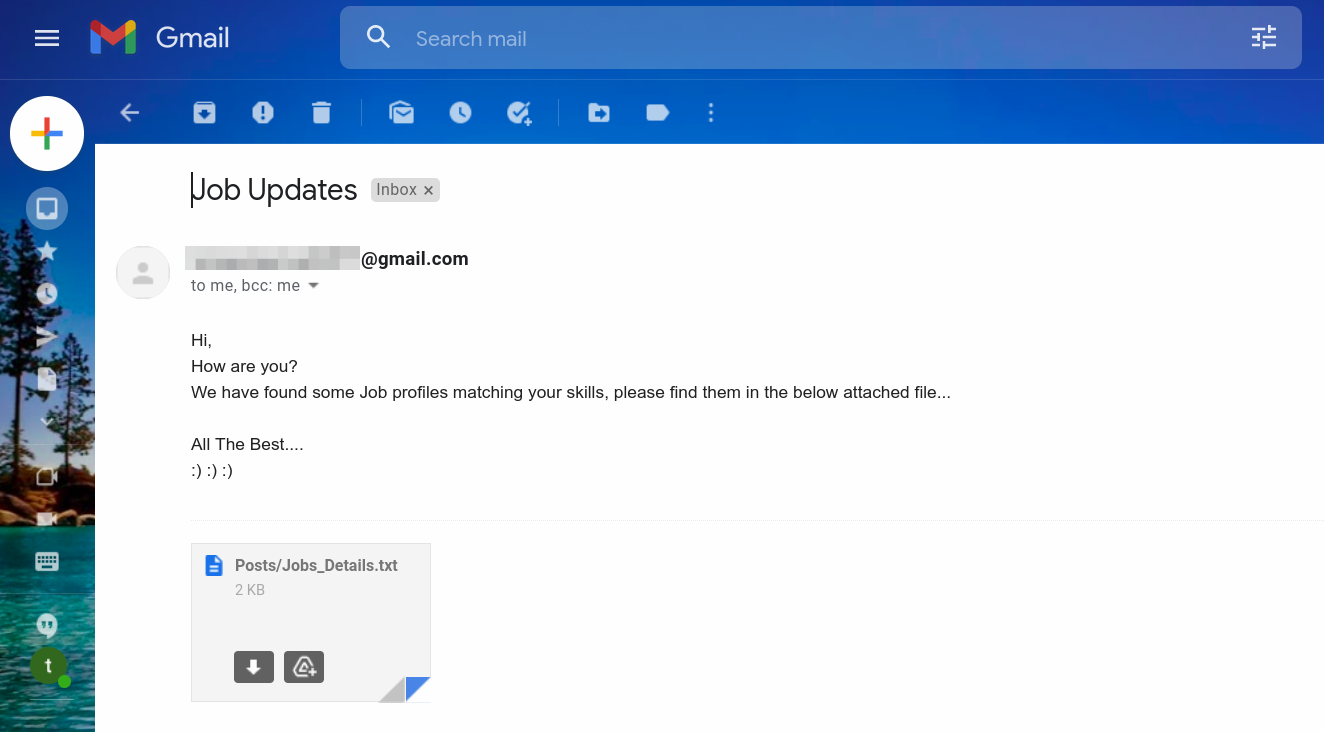 Gmail
Search mail
Job Updates Inbox ×
@gmail.com
to me, bcc: me
Hi,
How are you?
We have found some Job profiles matching your skills, please find them in the below attached file...
All The Best....
:) :) :)
Posts/Jobs_Details.txt
2 KB
t